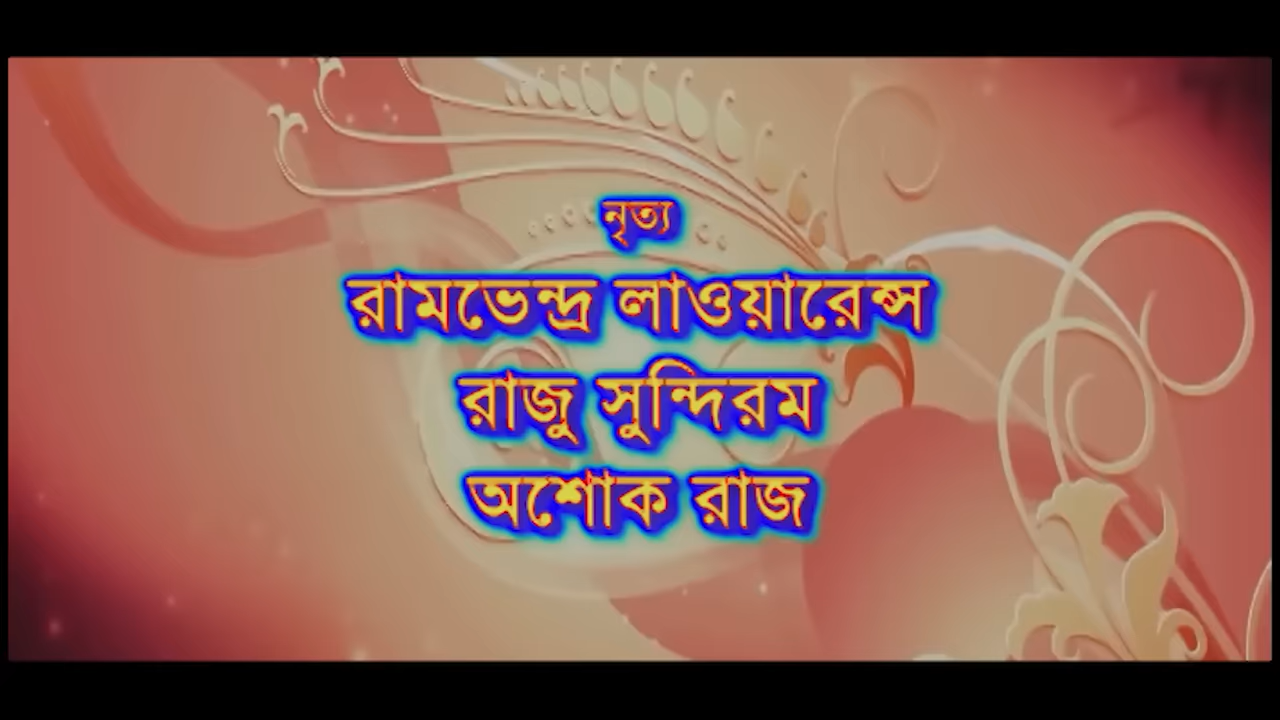 নৃত্য
রামভেন্দ্র লাওয়ারেন্স
রাজু সুন্দিরম
অশোক রাজ